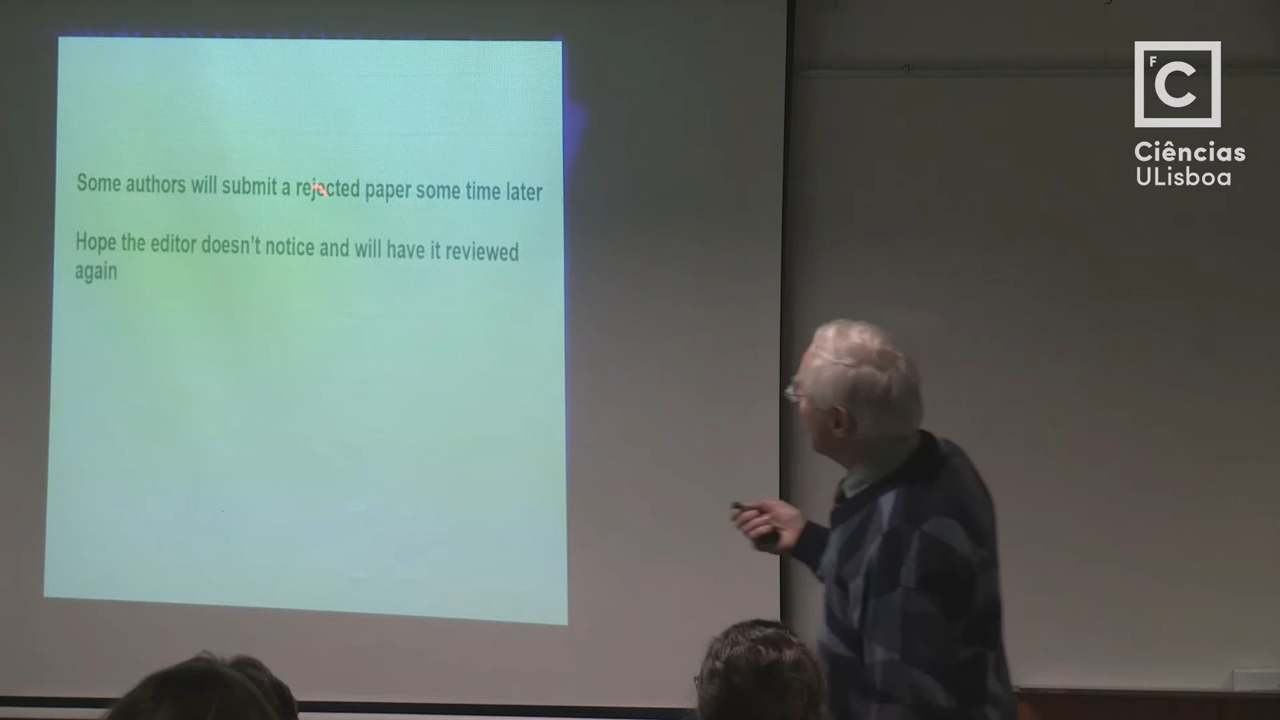 Some authors will submit a rejected paper some time later
Hope the editor doesn't notice and will have it reviewed
again
F
C
Ciências
ULisboa